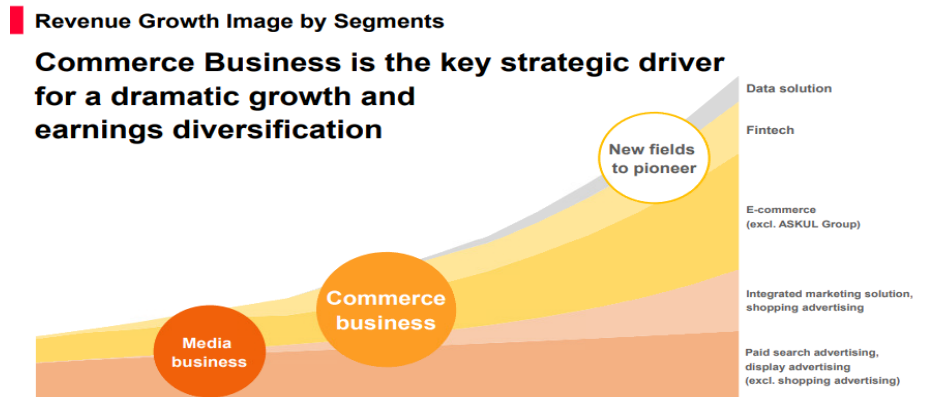 Revenue Growth Image by Segments
Commerce Business is the key strategic driver
for a dramatic growth and
earnings diversification
Data solution
Fintech
New fields
to pioneer
E-commerce
(excl. ASKUL Group)
Commerce
business
Integrated marketing solution,
shopping advertising
Media
business
Paid search advertising,
display advertising
(excl. shopping advertising)